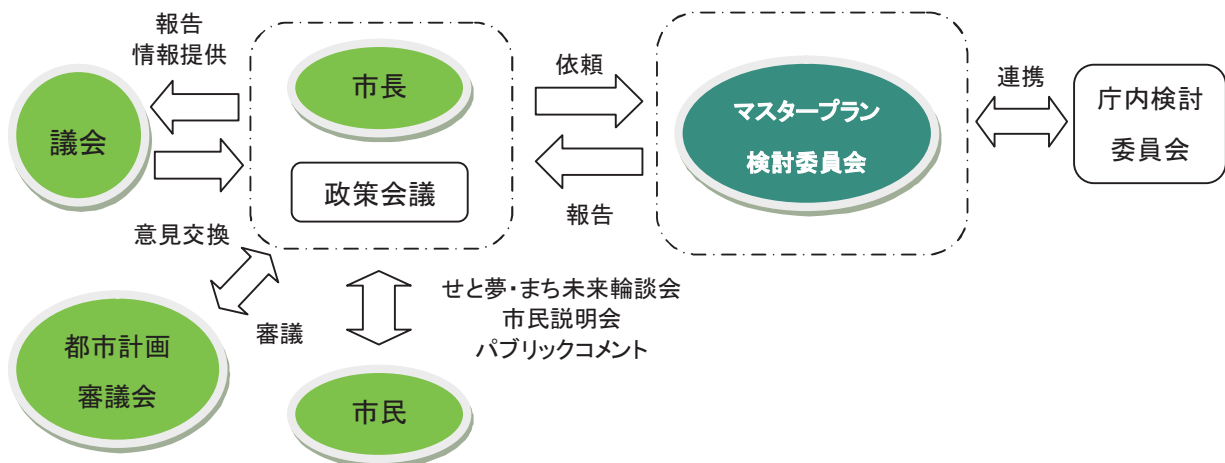 報告
情報提供
議会
意見交換
市長
政策会議
依頼
報告
マスタープラン
検討委員会
連携
庁内検討
委員会
都市計画
審議会
審議
せと夢・まち未来輪談会
市民説明会
パブリックコメント
市民